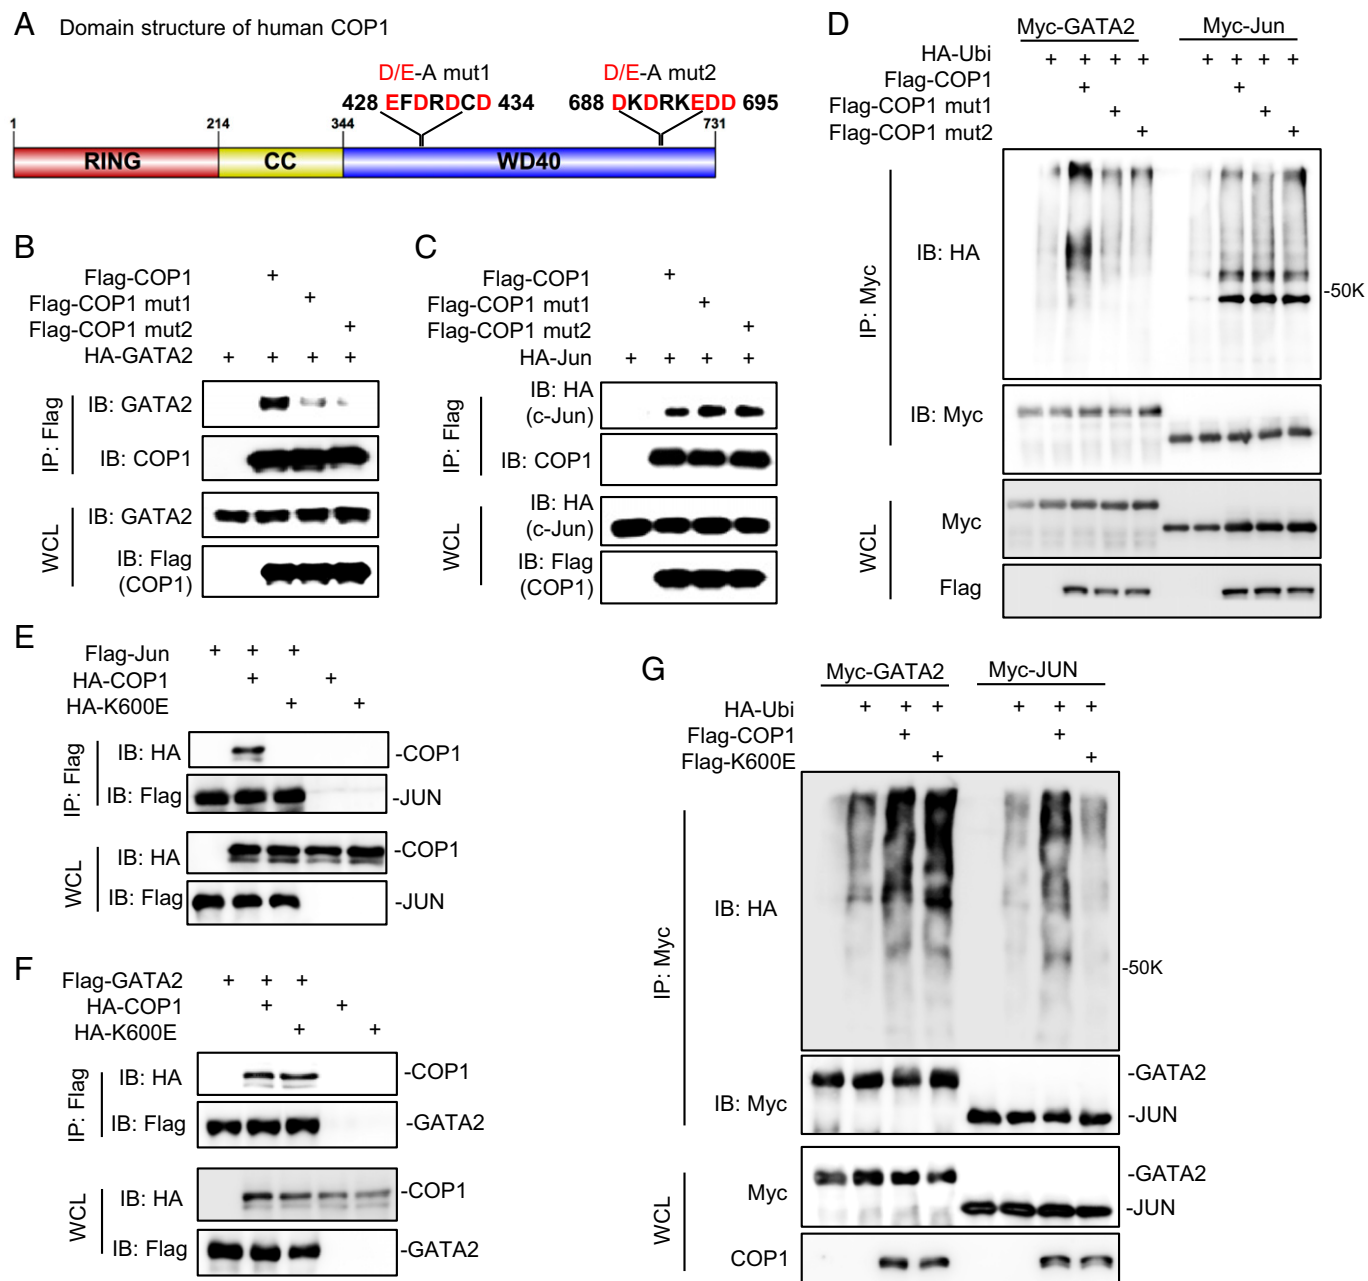 A Domain structure of human COP1
D/E-A mut1 D/E-A mut2
428 EFDRDCD 434 688 DKDRKEDD 695
1 214 344 731
RING CC WD40
B
Flag-COP1 +
Flag-COP1 mut1 +
Flag-COP1 mut2 +
HA-GATA2 + + + +
IP: Flag
IB: GATA2
IB: COP1
WCL
IB: GATA2
IB: Flag
(COP1)
C
Flag-COP1 +
Flag-COP1 mut1 +
Flag-COP1 mut2 +
HA-Jun + + + +
IP: Flag
IB: HA
(c-Jun)
IB: COP1
WCL
IB: HA
(c-Jun)
IB: Flag
(COP1)
D
Myc-GATA2 Myc-Jun
HA-Ubi + + + + + + + +
Flag-COP1 + +
Flag-COP1 mut1 + +
Flag-COP1 mut2 + +
IP: Myc
IB: HA
-50K
IB: Myc
WCL
Myc
Flag
E
Flag-Jun + + +
HA-COP1 + +
HA-K600E + +
IP: Flag
IB: HA -COP1
IB: Flag -JUN
WCL
IB: HA -COP1
IB: Flag -JUN
F
Flag-GATA2 + + +
HA-COP1 + +
HA-K600E + +
IP: Flag
IB: HA -COP1
IB: Flag -GATA2
WCL
IB: HA -COP1
IB: Flag -GATA2
G
Myc-GATA2 Myc-JUN
HA-Ubi + + + + + +
Flag-COP1 + +
Flag-K600E + +
IP: Myc
IB: HA
-50K
IB: Myc
-GATA2
-JUN
WCL
Myc
-GATA2
-JUN
COP1